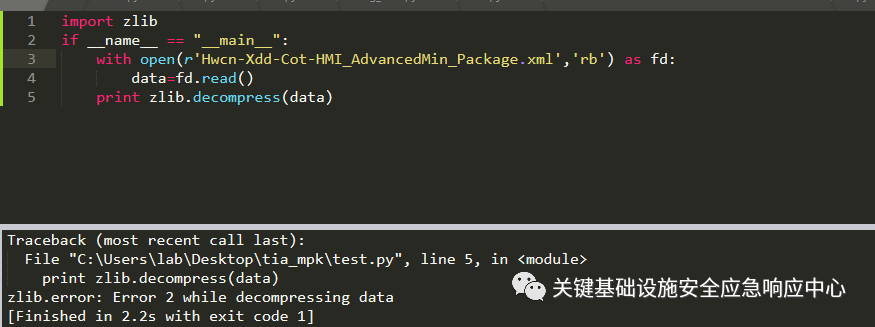 1 import zlib
2 if __name__ == "__main__":
3 with open(r'Hwcn-Xdd-Cot-HMI_AdvancedMin_Package.xml','rb') as fd:
4 data=fd.read()
5 print zlib.decompress(data)
Traceback (most recent call last):
File "C:\Users\lab\Desktop\tia_mpk\test.py", line 5, in <module>
print zlib.decompress(data)
zlib.error: Error 2 while decompressing data
[Finished in 2.2s with exit code 1]
关键基础设施安全应急响应中心